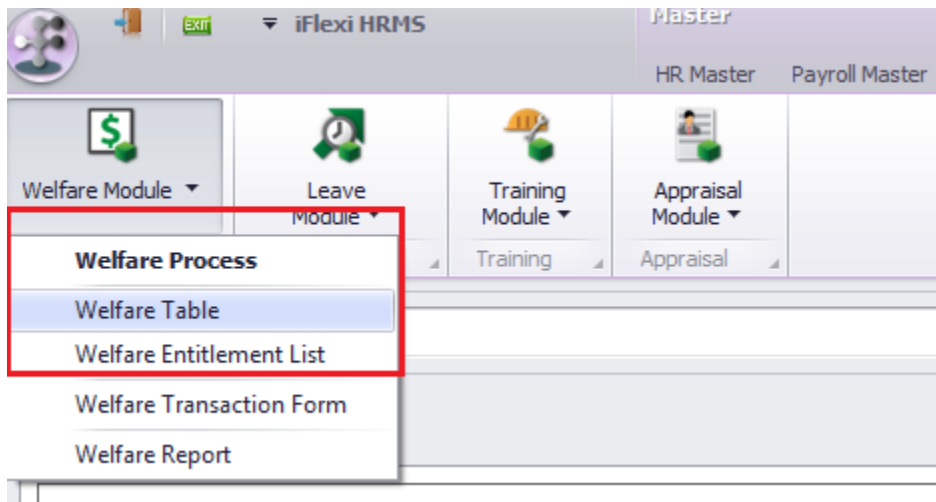 EXIT
iFlexi HRMS
Master
HR Master
Payroll Master
Welfare Module
Leave
Module
Training
Module
Appraisal
Module
Training
Appraisal
Welfare Process
Welfare Table
Welfare Entitlement List
Welfare Transaction Form
Welfare Report